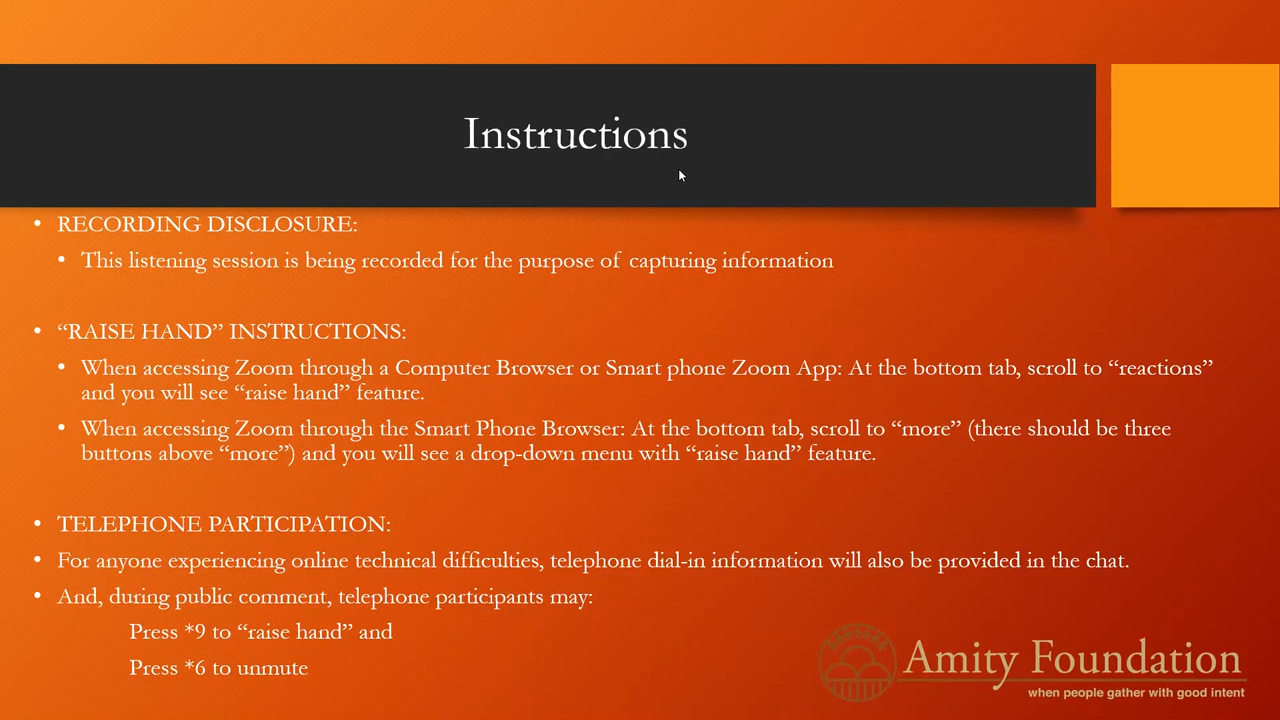 Instructions
• RECORDING DISCLOSURE:
• This listening session is being recorded for the purpose of capturing information
• “RAISE HAND” INSTRUCTIONS:
• When accessing Zoom through a Computer Browser or Smart phone Zoom App: At the bottom tab, scroll to “reactions”
and you will see “raise hand” feature.
• When accessing Zoom through the Smart Phone Browser: At the bottom tab, scroll to “more” (there should be three
buttons above “more”) and you will see a drop-down menu with “raise hand” feature.
• TELEPHONE PARTICIPATION:
• For anyone experiencing online technical difficulties, telephone dial-in information will also be provided in the chat.
• And, during public comment, telephone participants may:
Press *9 to “raise hand” and
Press *6 to unmute
Amity Foundation
when people gather with good intent